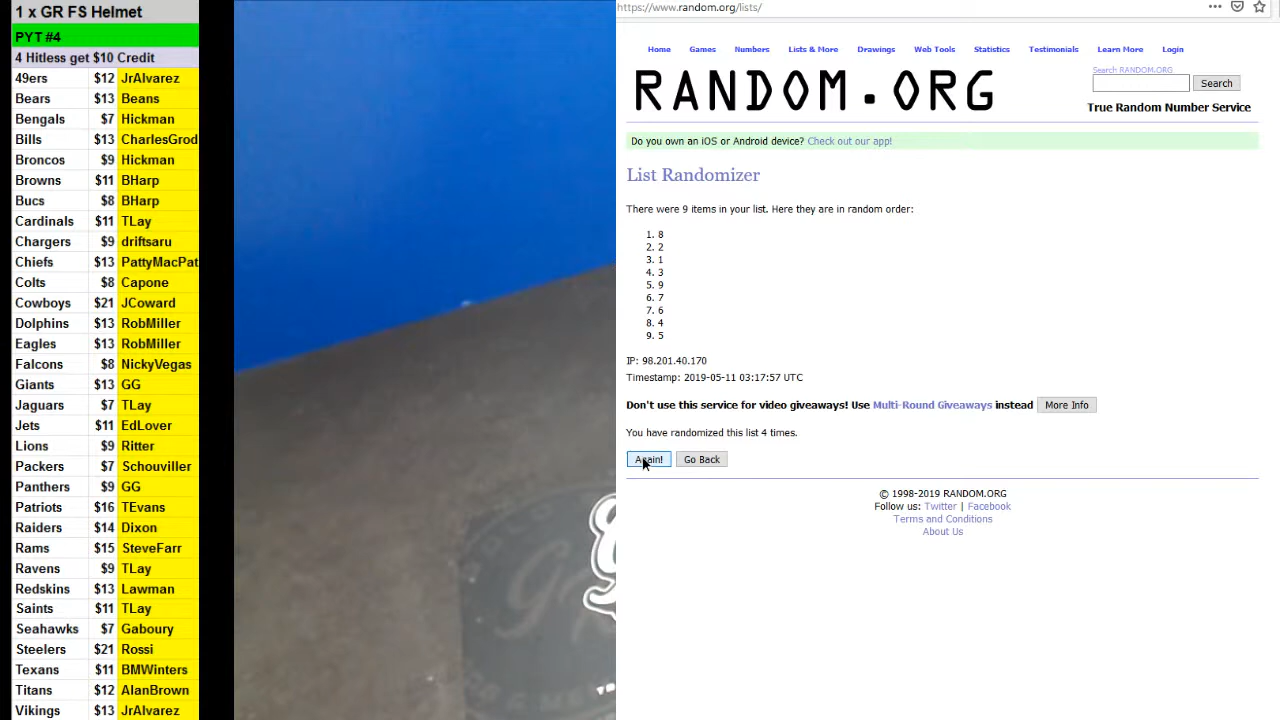 1 x GR FS Helmet
PYT #4
4 Hitless get $10 Credit
49ers $12 JrAlvarez
Bears $13 Beans
Bengals $7 Hickman
Bills $13 CharlesGrod
Broncos $9 Hickman
Browns $11 BHarp
Bucs $8 BHarp
Cardinals $11 TLay
Chargers $9 driftsaru
Chiefs $13 PattyMacPat
Colts $8 Capone
Cowboys $21 JCoward
Dolphins $13 RobMiller
Eagles $13 RobMiller
Falcons $8 NickyVegas
Giants $13 GG
Jaguars $7 TLay
Jets $11 EdLover
Lions $9 Ritter
Packers $7 Schouviller
Panthers $9 GG
Patriots $16 TEvans
Raiders $14 Dixon
Rams $15 SteveFarr
Ravens $9 TLay
Redskins $13 Lawman
Saints $11 TLay
Seahawks $7 Gaboury
Steelers $21 Rossi
Texans $11 BMWinters
Titans $12 AlanBrown
Vikings $13 JrAlvarez
https://www.random.org/lists/
Home Games Numbers Lists & More Drawings Web Tools Statistics Testimonials Learn More Login
RANDOM.ORG
Search RANDOM.ORG
Search
True Random Number Service
Do you own an iOS or Android device? Check out our app!
List Randomizer
There were 9 items in your list. Here they are in random order:
1. 8
2. 2
3. 1
4. 3
5. 9
6. 7
7. 6
8. 4
9. 5
IP: 98.201.40.170
Timestamp: 2019-05-11 03:17:57 UTC
Don't use this service for video giveaways! Use Multi-Round Giveaways instead More Info
You have randomized this list 4 times.
Again! Go Back
© 1998-2019 RANDOM.ORG
Follow us: Twitter | Facebook
Terms and Conditions
About Us